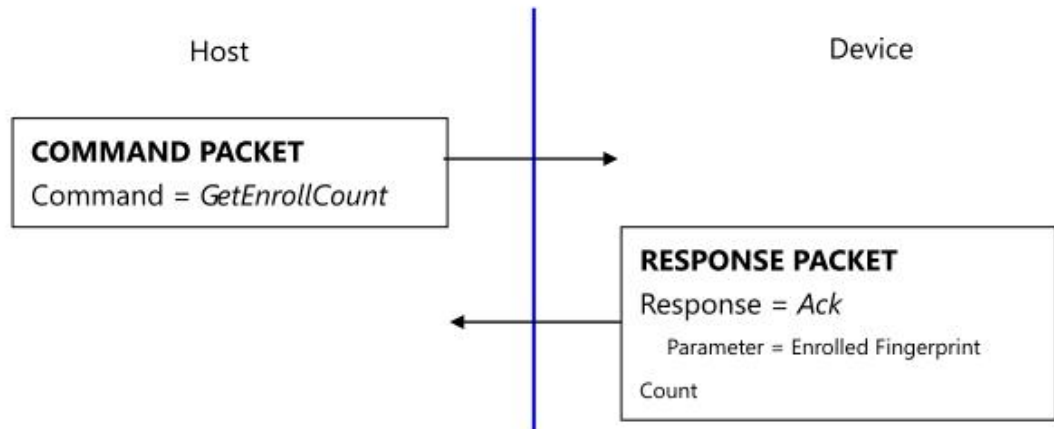 Host
Device
COMMAND PACKET
Command = GetEnrollCount
RESPONSE PACKET
Response = Ack
Parameter = Enrolled Fingerprint
Count